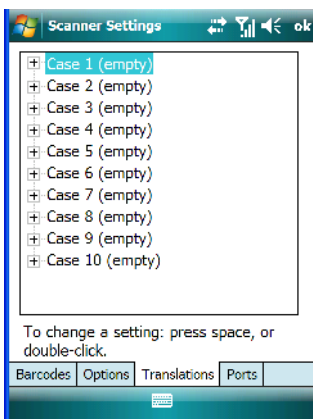 Scanner Settings ok
Case 1 (empty)
Case 2 (empty)
Case 3 (empty)
Case 4 (empty)
Case 5 (empty)
Case 6 (empty)
Case 7 (empty)
Case 8 (empty)
Case 9 (empty)
Case 10 (empty)
To change a setting: press space, or
double-click.
Barcodes Options Translations Ports